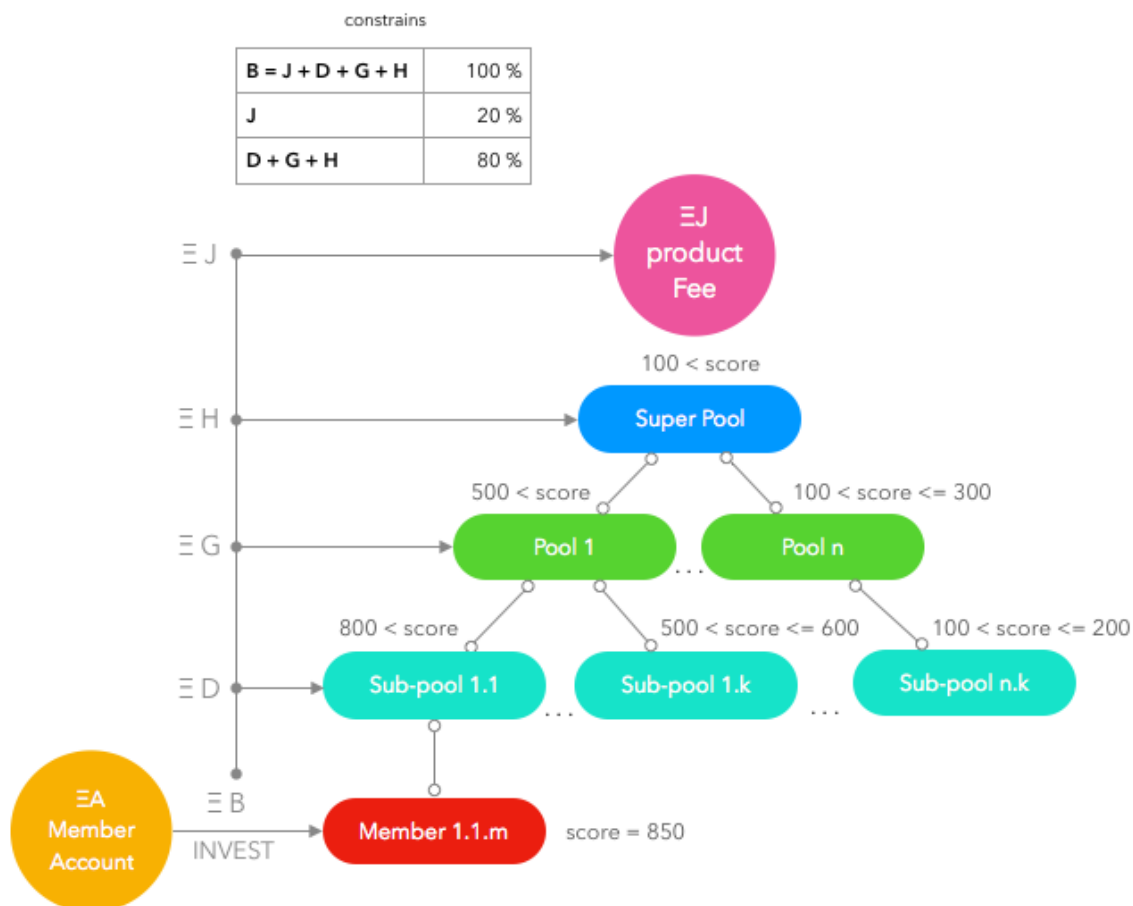 constrains
B = J + D + G + H 100 %
J 20 %
D + G + H 80 %
ΞJ
product
Fee
Ξ J
100 < score
Ξ H
Super Pool
500 < score
100 < score <= 300
Ξ G
Pool 1
...
Pool n
800 < score
500 < score <= 600
100 < score <= 200
Ξ D
Sub-pool 1.1
...
Sub-pool 1.k
...
Sub-pool n.k
ΞA
Member
Account
Ξ B
INVEST
Member 1.1.m
score = 850